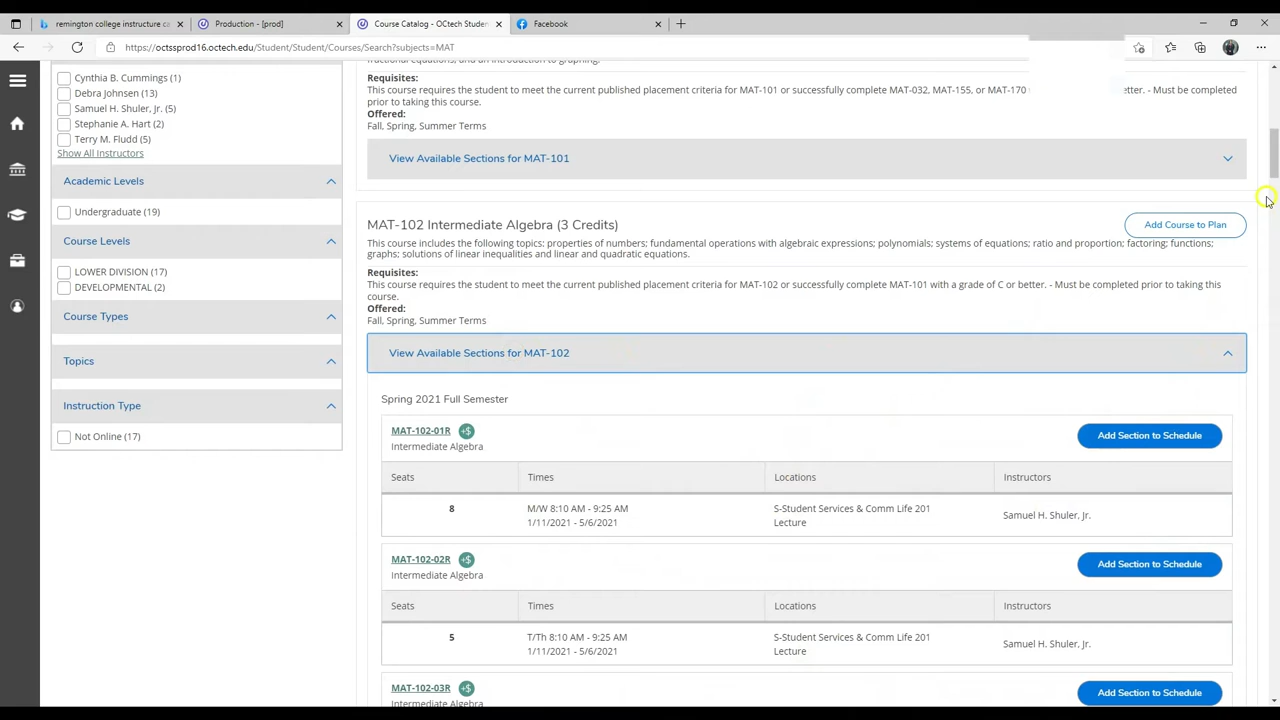 remington college instructure ca
Production - [prod]
Course Catalog - OCtech Studen
Facebook
https://octssprod16.octech.edu/Student/Student/Courses/Search?subjects=MAT
Cynthia B. Cummings (1)
Debra Johnsen (13)
Samuel H. Shuler, Jr. (5)
Stephanie A. Hart (2)
Terry M. Fludd (5)
Show All Instructors
Academic Levels
Undergraduate (19)
Course Levels
LOWER DIVISION (17)
DEVELOPMENTAL (2)
Course Types
Topics
Instruction Type
Not Online (17)
fractional equations, and an introduction to graphing.
Requisites:
This course requires the student to meet the current published placement criteria for MAT-101 or successfully complete MAT-032, MAT-155, or MAT-170 etter. - Must be completed
prior to taking this course.
Offered:
Fall, Spring, Summer Terms
View Available Sections for MAT-101
MAT-102 Intermediate Algebra (3 Credits)
Add Course to Plan
This course includes the following topics: properties of numbers; fundamental operations with algebraic expressions; polynomials; systems of equations; ratio and proportion; factoring; functions;
graphs; solutions of linear inequalities and linear and quadratic equations.
Requisites:
This course requires the student to meet the current published placement criteria for MAT-102 or successfully complete MAT-101 with a grade of C or better. - Must be completed prior to taking this
course.
Offered:
Fall, Spring, Summer Terms
View Available Sections for MAT-102
Spring 2021 Full Semester
MAT-102-01R +$
Intermediate Algebra
Add Section to Schedule
Seats Times Locations Instructors
8 M/W 8:10 AM - 9:25 AM S-Student Services & Comm Life 201 Samuel H. Shuler, Jr.
1/11/2021 - 5/6/2021 Lecture
MAT-102-02R +$
Intermediate Algebra
Add Section to Schedule
Seats Times Locations Instructors
5 T/Th 8:10 AM - 9:25 AM S-Student Services & Comm Life 201 Samuel H. Shuler, Jr.
1/11/2021 - 5/6/2021 Lecture
MAT-102-03R +$
Intermediate Algebra
Add Section to Schedule